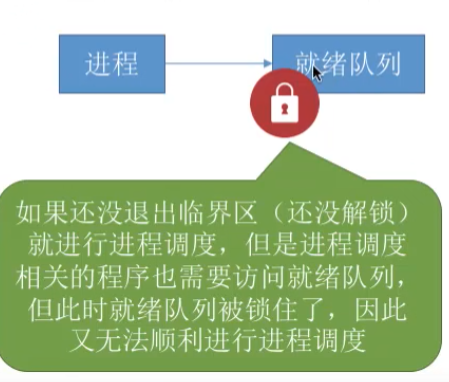 进程
就绪队列
如果还没退出临界区（还没解锁）
就进行进程调度，但是进程调度
相关的程序也需要访问就绪队列，
但此时就绪队列被锁住了，因此
又无法顺利进行进程调度